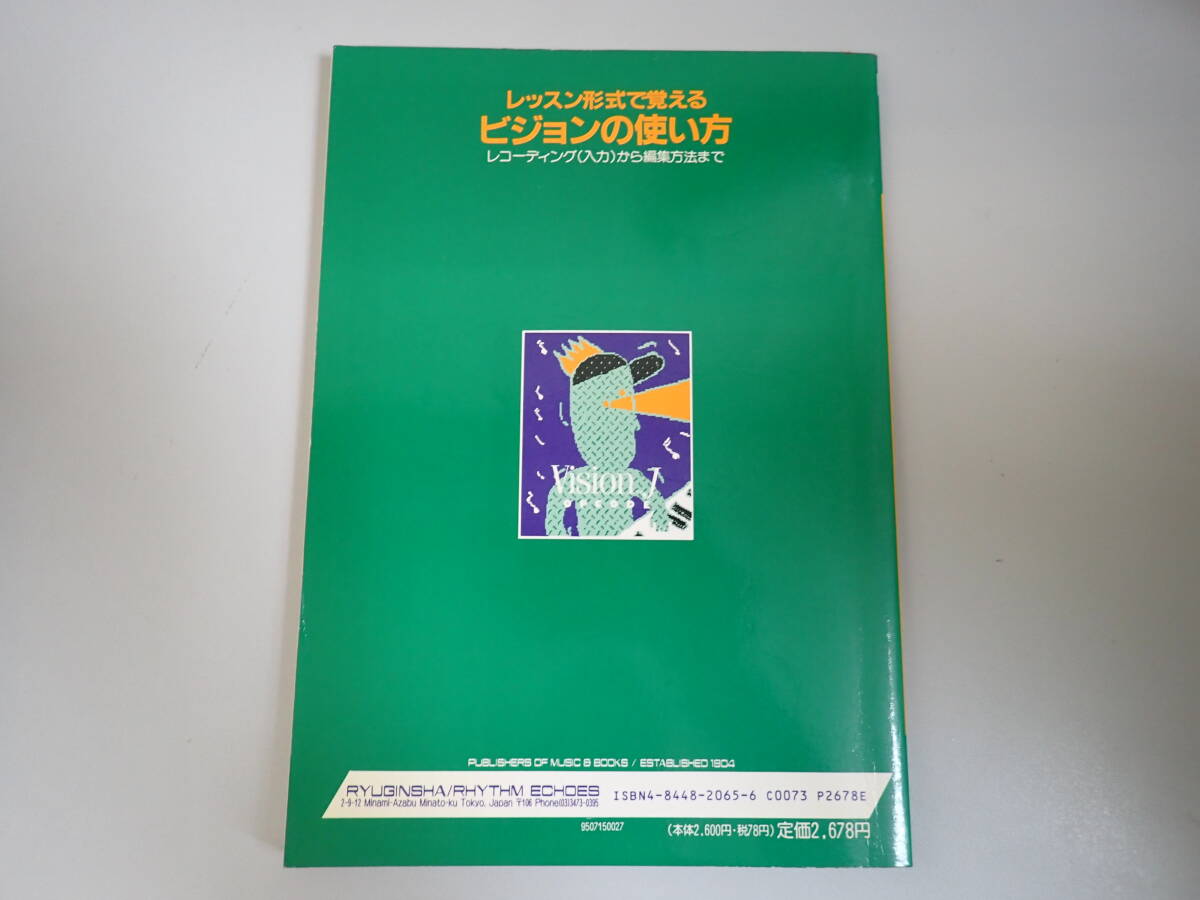 レッスン形式で覚える
ビジョンの使い方
レコーディング(入力)から編集方法まで
Vision J
OPCODE
PUBLISHERS OF MUSIC & BOOKS / ESTABLISHED 1904
RYUGINSHA/RHYTHM ECHOES
2-9-12 Minami-Azabu Minato-ku Tokyo, Japan 〒106 Phone(03)3473-0395
ISBN4-8448-2065-6 C0073 P2678E
9507150027
(本体2,600円・税78円) 定価2,678円